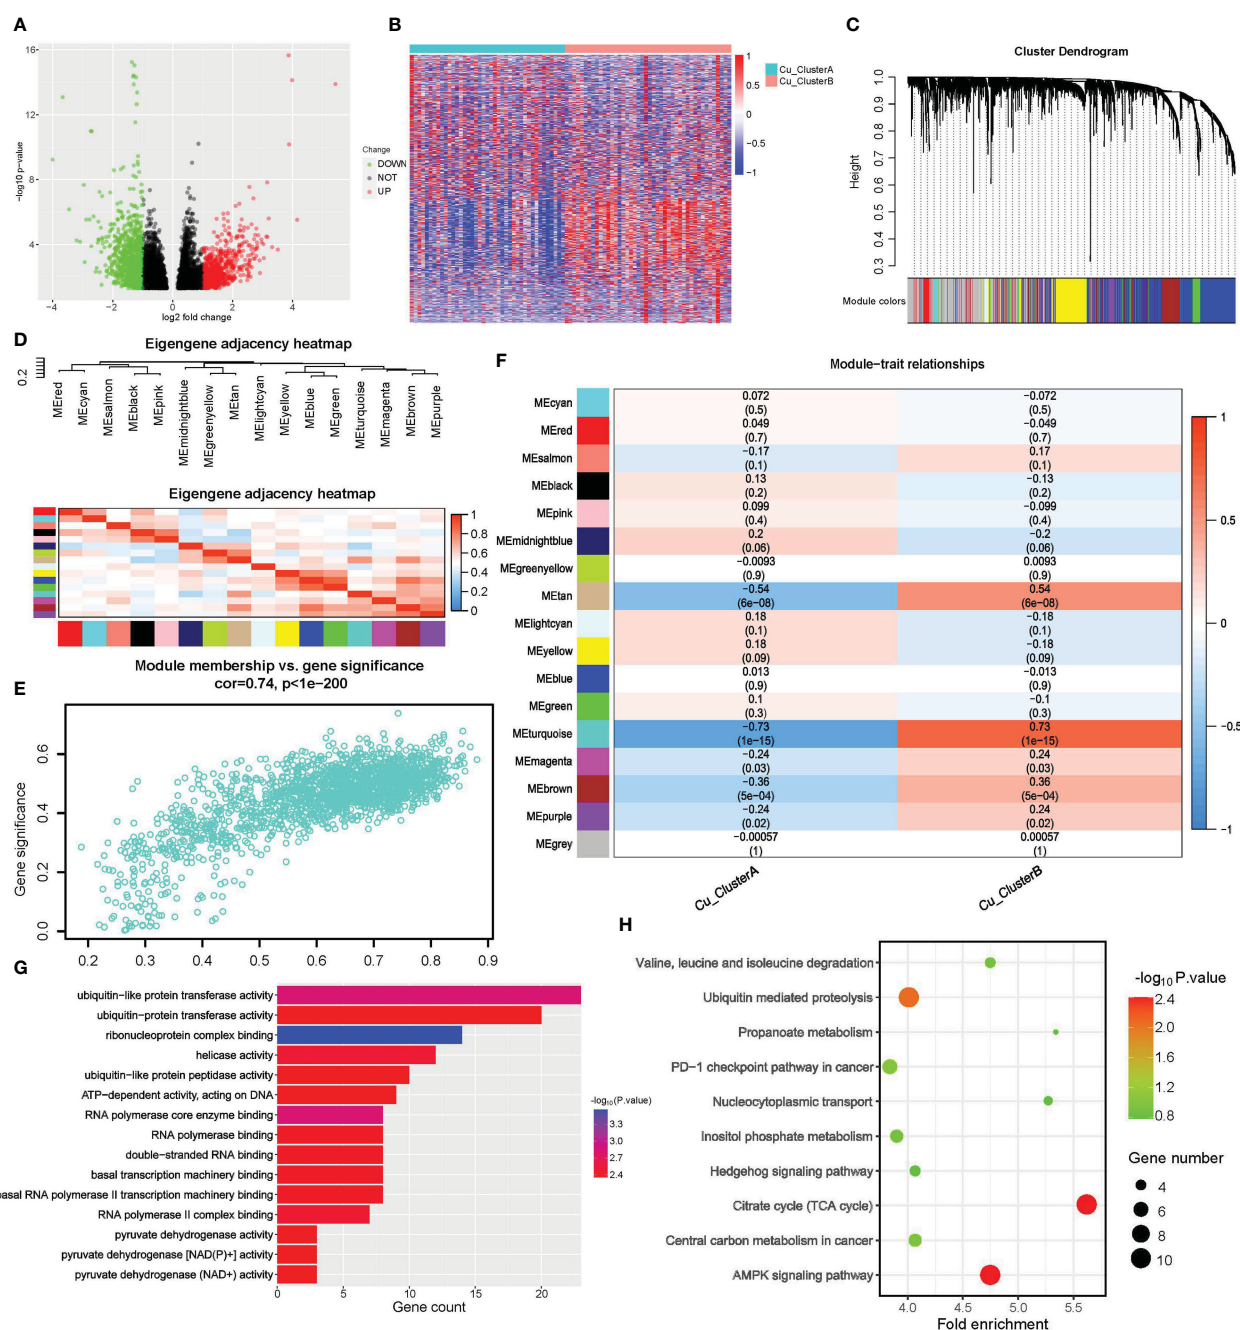 A
16
12
8
4
−4
−2
0
2
4
−log10 p−value
log2 fold change
Change
DOWN
NOT
UP
B
1
0.5
0
−0.5
−1
Cu_ClusterA
Cu_ClusterB
C
Cluster Dendrogram
Height
1.0
0.9
0.8
0.7
0.6
0.5
0.4
0.3
Module colors
D
Eigengene adjacency heatmap
0.2
MEred
MEcyan
MEsalmon
MEblack
MEpink
MEmidnightblue
MEgreenyellow
MEtan
MElightcyan
MEyellow
MEblue
MEgreen
MEturquoise
MEmagenta
MEbrown
MEpurple
Eigengene adjacency heatmap
1
0.8
0.6
0.4
0.2
0
E
Module membership vs. gene significance
cor=0.74, p<1e−200
Gene significance
0.6
0.4
0.2
0.0
0.2 0.3 0.4 0.5 0.6 0.7 0.8 0.9
F
Module−trait relationships
MEcyan 0.072 −0.072
(0.5) (0.5)
MEred 0.049 −0.049
(0.7) (0.7)
MEsalmon −0.17 0.17
(0.1) (0.1)
MEblack 0.13 −0.13
(0.2) (0.2)
MEpink 0.099 −0.099
(0.4) (0.4)
MEmidnightblue 0.2 −0.2
(0.06) (0.06)
MEgreenyellow −0.0093 0.0093
(0.9) (0.9)
MEtan −0.54 0.54
(6e−08) (6e−08)
MElightcyan 0.18 −0.18
(0.1) (0.1)
MEyellow 0.18 −0.18
(0.09) (0.09)
MEblue 0.013 −0.013
(0.9) (0.9)
MEgreen 0.1 −0.1
(0.3) (0.3)
MEturquoise −0.73 0.73
(1e−15) (1e−15)
MEmagenta −0.24 0.24
(0.03) (0.03)
MEbrown −0.36 0.36
(5e−04) (5e−04)
MEpurple −0.24 0.24
(0.02) (0.02)
MEgrey −0.00057 0.00057
(1) (1)
Cu_ClusterA
Cu_ClusterB
1
0.5
0
−0.5
−1
G
ubiquitin−like protein transferase activity
ubiquitin−protein transferase activity
ribonucleoprotein complex binding
helicase activity
ubiquitin−like protein peptidase activity
ATP−dependent activity, acting on DNA
RNA polymerase core enzyme binding
RNA polymerase binding
double−stranded RNA binding
basal transcription machinery binding
basal RNA polymerase II transcription machinery binding
RNA polymerase II complex binding
pyruvate dehydrogenase activity
pyruvate dehydrogenase [NAD(P)+] activity
pyruvate dehydrogenase (NAD+) activity
0 5 10 15 20
Gene count
−log₁₀(P.value)
3.3
3.0
2.7
2.4
H
Valine, leucine and isoleucine degradation
Ubiquitin mediated proteolysis
Propanoate metabolism
PD−1 checkpoint pathway in cancer
Nucleocytoplasmic transport
Inositol phosphate metabolism
Hedgehog signaling pathway
Citrate cycle (TCA cycle)
Central carbon metabolism in cancer
AMPK signaling pathway
4.0 4.5 5.0 5.5
Fold enrichment
-log₁₀ P.value
2.4
2.0
1.6
1.2
0.8
Gene number
4
6
8
10